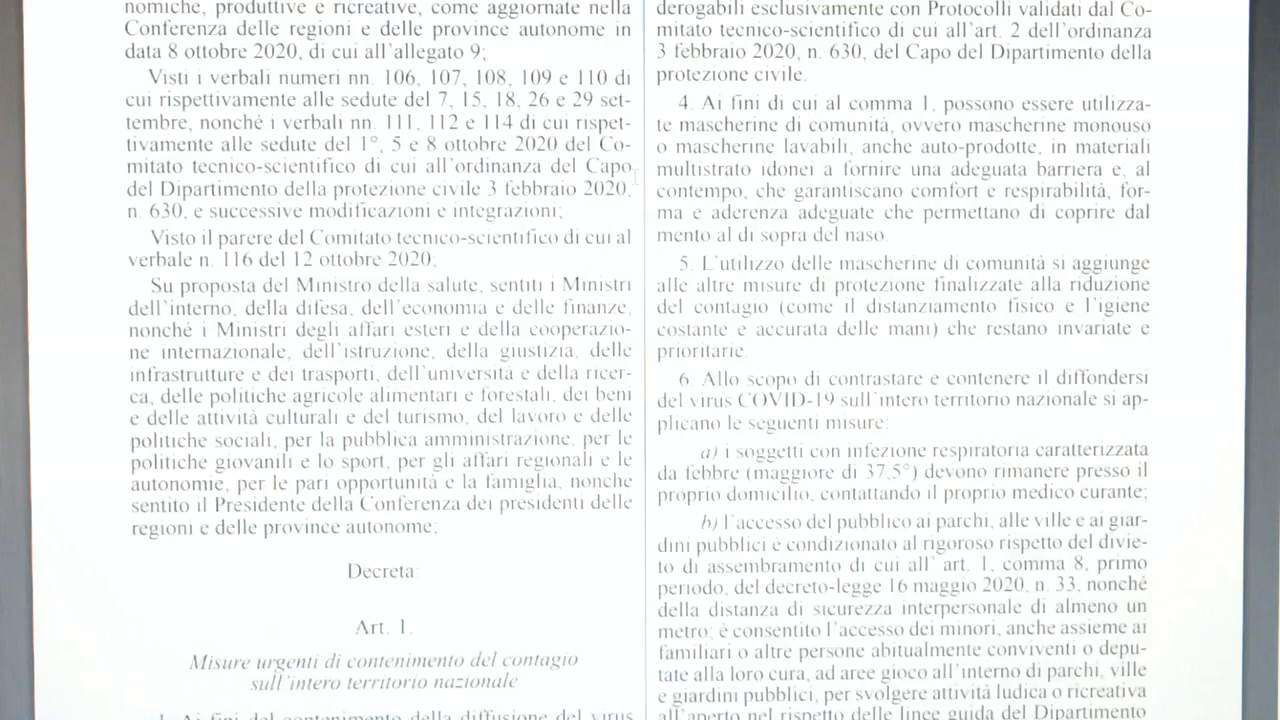 nomiche, produttive e ricreative, come aggiornate nella
Conferenza delle regioni e delle province autonome in
data 8 ottobre 2020, di cui all'allegato 9;
Visti i verbali numeri nn. 106, 107, 108, 109 e 110 di
cui rispettivamente alle sedute del 7, 15, 18, 26 e 29 set-
tembre, nonché i verbali nn. 111, 112 e 114 di cui rispet-
tivamente alle sedute del 1°, 5 e 8 ottobre 2020 del Co-
mitato tecnico-scientifico di cui all'ordinanza del Capo
del Dipartimento della protezione civile 3 febbraio 2020,
n. 630, e successive modificazioni e integrazioni;
Visto il parere del Comitato tecnico-scientifico di cui al
verbale n. 116 del 12 ottobre 2020;
Su proposta del Ministro della salute, sentiti i Ministri
dell'interno, della difesa, dell'economia e delle finanze,
nonché i Ministri degli affari esteri e della cooperazio-
ne internazionale, dell'istruzione, della giustizia, delle
infrastrutture e dei trasporti, dell'università e della ricer-
ca, delle politiche agricole alimentari e forestali, dei beni
e delle attività culturali e del turismo, del lavoro e delle
politiche sociali, per la pubblica amministrazione, per le
politiche giovanili e lo sport, per gli affari regionali e le
autonomie, per le pari opportunità e la famiglia, nonché
sentito il Presidente della Conferenza dei presidenti delle
regioni e delle province autonome;
Decreta:
Art. 1.
Misure urgenti di contenimento del contagio
sull'intero territorio nazionale
1. Ai fini del contenimento della diffusione del virus
derogabili esclusivamente con Protocolli validati dal Co-
mitato tecnico-scientifico di cui all'art. 2 dell'ordinanza
3 febbraio 2020, n. 630, del Capo del Dipartimento della
protezione civile.
4. Ai fini di cui al comma 1, possono essere utilizza-
te mascherine di comunità, ovvero mascherine monouso
o mascherine lavabili, anche auto-prodotte, in materiali
multistrato idonei a fornire una adeguata barriera e, al
contempo, che garantiscano comfort e respirabilità, for-
ma e aderenza adeguate che permettano di coprire dal
mento al di sopra del naso.
5. L'utilizzo delle mascherine di comunità si aggiunge
alle altre misure di protezione finalizzate alla riduzione
del contagio (come il distanziamento fisico e l'igiene
costante e accurata delle mani) che restano invariate e
prioritarie.
6. Allo scopo di contrastare e contenere il diffondersi
del virus COVID-19 sull'intero territorio nazionale si ap-
plicano le seguenti misure:
a) i soggetti con infezione respiratoria caratterizzata
da febbre (maggiore di 37,5°) devono rimanere presso il
proprio domicilio, contattando il proprio medico curante;
b) l'accesso del pubblico ai parchi, alle ville e ai giar-
dini pubblici è condizionato al rigoroso rispetto del divie-
to di assembramento di cui all' art. 1, comma 8, primo
periodo, del decreto-legge 16 maggio 2020, n. 33, nonché
della distanza di sicurezza interpersonale di almeno un
metro; è consentito l'accesso dei minori, anche assieme ai
familiari o altre persone abitualmente conviventi o depu-
tate alla loro cura, ad aree gioco all'interno di parchi, ville
e giardini pubblici, per svolgere attività ludica o ricreativa
all'aperto nel rispetto delle linee guida del Dipartimento